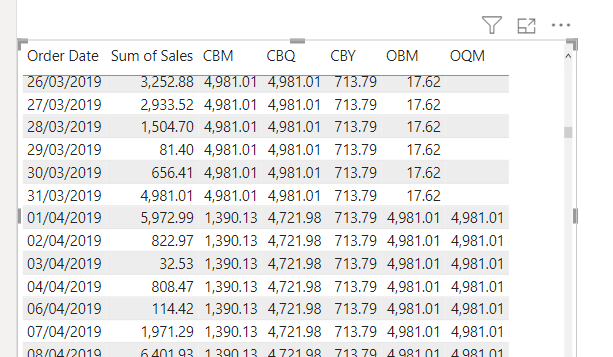 Order Date Sum of Sales CBM CBQ CBY OBM OQM
26/03/2019 3,252.88 4,981.01 4,981.01 713.79 17.62
27/03/2019 2,933.52 4,981.01 4,981.01 713.79 17.62
28/03/2019 1,504.70 4,981.01 4,981.01 713.79 17.62
29/03/2019 81.40 4,981.01 4,981.01 713.79 17.62
30/03/2019 656.41 4,981.01 4,981.01 713.79 17.62
31/03/2019 4,981.01 4,981.01 4,981.01 713.79 17.62
01/04/2019 5,972.99 1,390.13 4,721.98 713.79 4,981.01 4,981.01
02/04/2019 822.97 1,390.13 4,721.98 713.79 4,981.01 4,981.01
03/04/2019 32.53 1,390.13 4,721.98 713.79 4,981.01 4,981.01
04/04/2019 808.47 1,390.13 4,721.98 713.79 4,981.01 4,981.01
06/04/2019 114.42 1,390.13 4,721.98 713.79 4,981.01 4,981.01
07/04/2019 1,971.29 1,390.13 4,721.98 713.79 4,981.01 4,981.01
08/04/2019 6,401.93 1,390.13 4,721.98 713.79 4,981.01 4,981.01